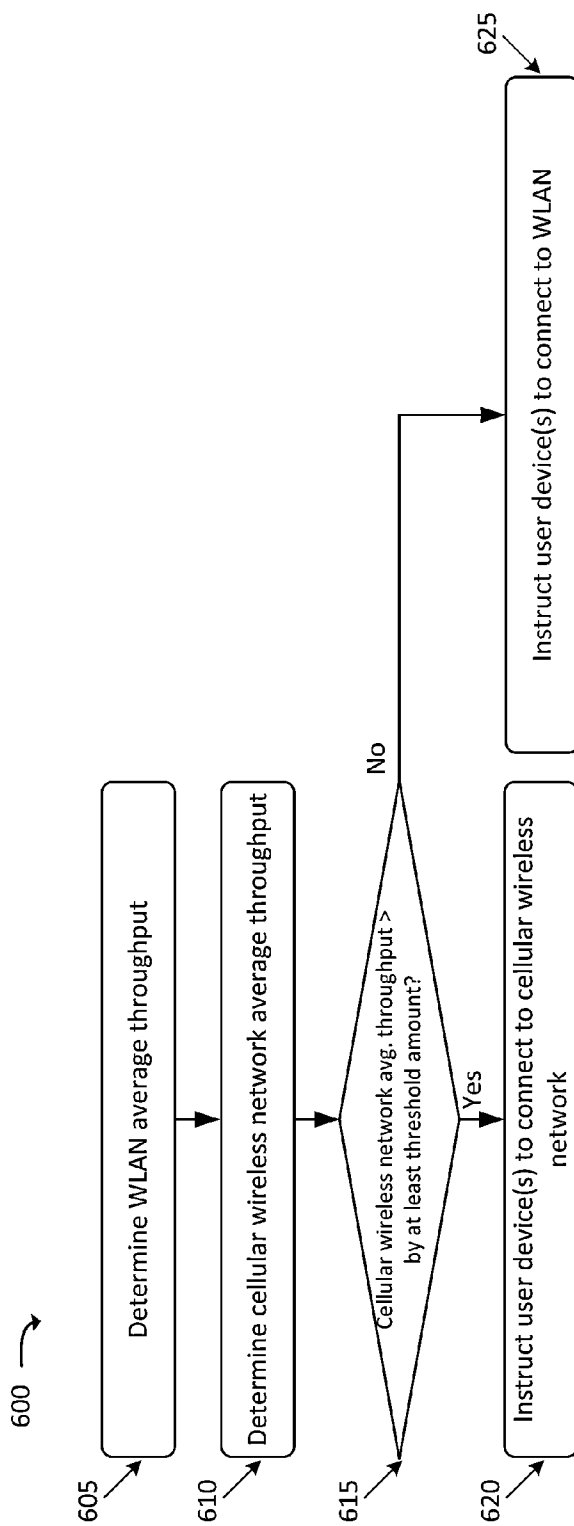 600
605
Determine WLAN average throughput
610
Determine cellular wireless network average throughput
615
Cellular wireless network avg. throughput >
by at least threshold amount?
No
Yes
620
Instruct user device(s) to connect to cellular wireless
network
625
Instruct user device(s) to connect to WLAN